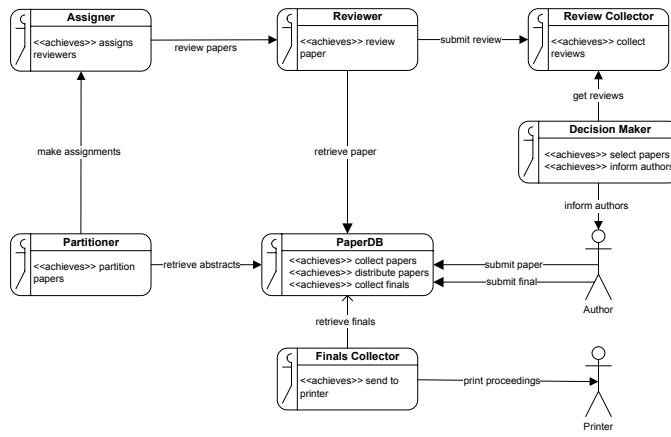 Assigner
<<achieves>> assigns
reviewers
review papers
Reviewer
<<achieves>> review
paper
submit review
Review Collector
<<achieves>> collect
reviews
get reviews
Decision Maker
<<achieves>> select papers
<<achieves>> inform authors
make assignments
retrieve paper
inform authors
Partitioner
<<achieves>> partition
papers
retrieve abstracts
PaperDB
<<achieves>> collect papers
<<achieves>> distribute papers
<<achieves>> collect finals
submit paper
submit final
Author
retrieve finals
Finals Collector
<<achieves>> send to
printer
print proceedings
Printer